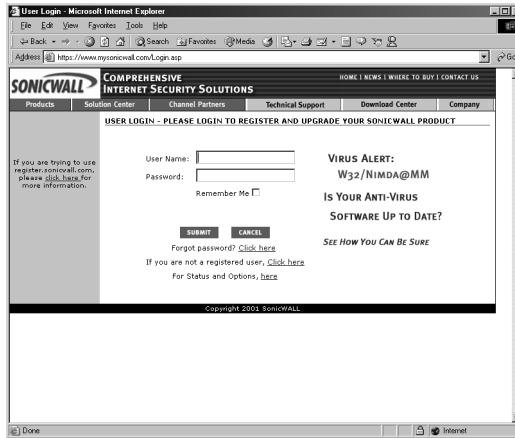 User Login - Microsoft Internet Explorer
File Edit View Favorites Tools Help
Back Search Favorites Media
Address https://www.mysonicwall.com/Login.asp Go
SONICWALL
COMPREHENSIVE
INTERNET SECURITY SOLUTIONS
HOME I NEWS I WHERE TO BUY I CONTACT US
Products Solution Center Channel Partners Technical Support Download Center Company
USER LOGIN - PLEASE LOGIN TO REGISTER AND UPGRADE YOUR SONICWALL PRODUCT
If you are trying to use
register.sonicwall.com,
please click here for
more information.
User Name:
Password:
Remember Me
SUBMIT CANCEL
Forgot password? Click here
If you are not a registered user, Click here
For Status and Options, here
VIRUS ALERT:
W32/NIMDA@MM
IS YOUR ANTI-VIRUS
SOFTWARE UP TO DATE?
SEE HOW YOU CAN BE SURE
Copyright 2001 SonicWALL
Done Internet